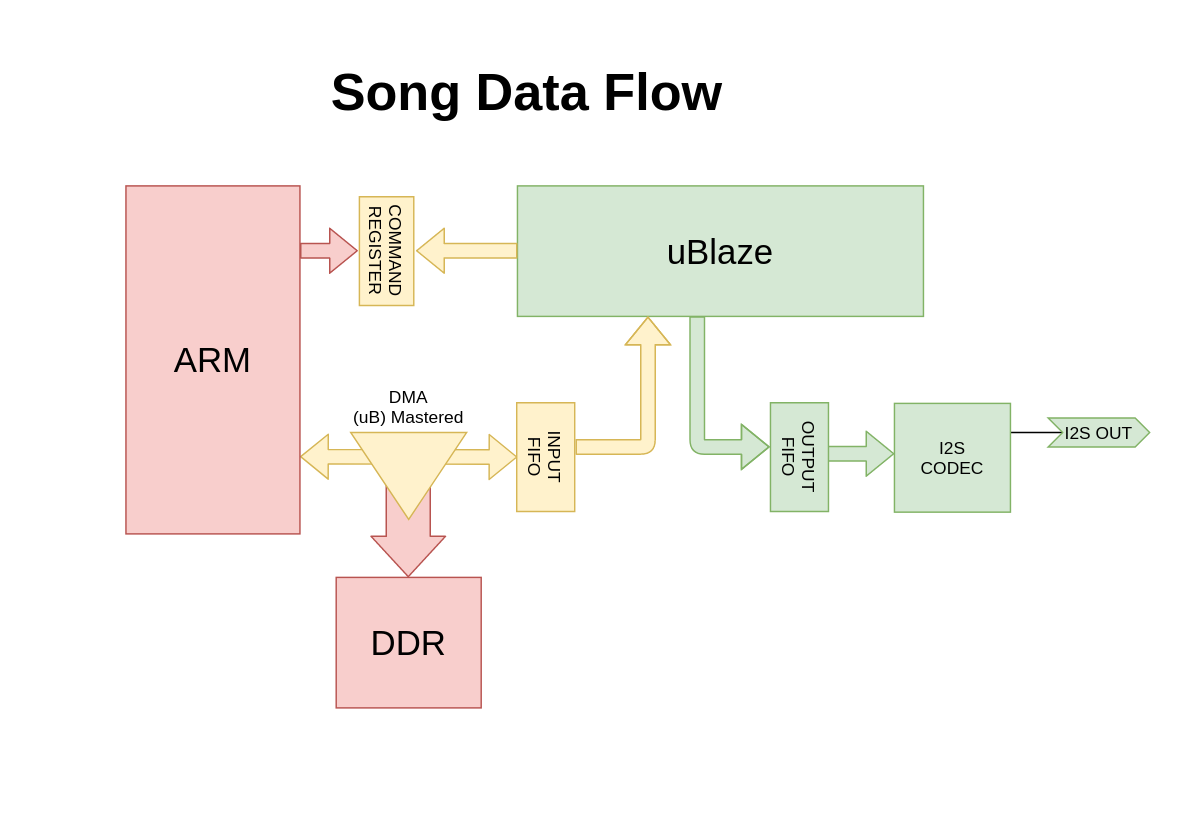 Song Data Flow
ARM
COMMAND
REGISTER
uBlaze
DMA
(uB) Mastered
INPUT
FIFO
OUTPUT
FIFO
I2S
CODEC
I2S OUT
DDR